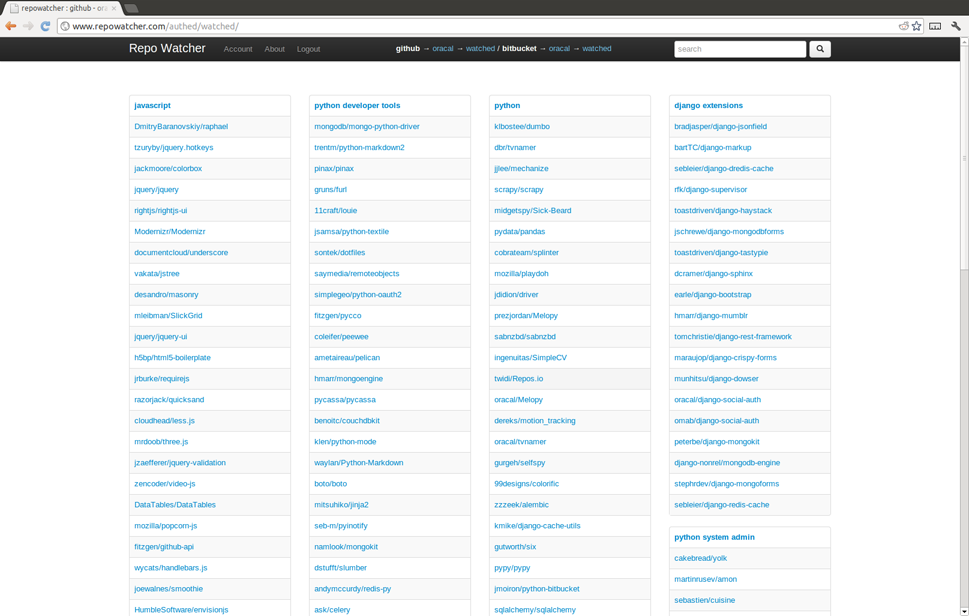 repowatcher : github - ora
www.repowatcher.com/authed/watched/
Repo Watcher Account About Logout github → oracal → watched / bitbucket → oracal → watched search
javascript
DmitryBaranovskiy/raphael
tzuryby/jquery.hotkeys
jackmoore/colorbox
jquery/jquery
rightjs/rightjs-ui
Modernizr/Modernizr
documentcloud/underscore
vakata/jstree
desandro/masonry
mleibman/SlickGrid
jquery/jquery-ui
h5bp/html5-boilerplate
jrburke/requirejs
razorjack/quicksand
cloudhead/less.js
mrdoob/three.js
jzaefferer/jquery-validation
zencoder/video-js
DataTables/DataTables
mozilla/popcorn-js
fitzgen/github-api
wycats/handlebars.js
joewalnes/smoothie
HumbleSoftware/envisionjs
python developer tools
mongodb/mongo-python-driver
trentm/python-markdown2
pinax/pinax
gruns/furl
11craft/louie
jsamsa/python-textile
sontek/dotfiles
saymedia/remoteobjects
simplegeo/python-oauth2
fitzgen/pycco
coleifer/peewee
ametaireau/pelican
hmarr/mongoengine
pycassa/pycassa
benoitc/couchdbkit
klen/python-mode
waylan/Python-Markdown
boto/boto
mitsuhiko/jinja2
seb-m/pyinotify
namlook/mongokit
dstufft/slumber
andymccurdy/redis-py
ask/celery
python
klbostee/dumbo
dbr/tvnamer
jjlee/mechanize
scrapy/scrapy
midgetspy/Sick-Beard
pydata/pandas
cobrateam/splinter
mozilla/playdoh
jdidion/driver
prezjordan/Melopy
sabnzbd/sabnzbd
ingenuitas/SimpleCV
twidi/Repos.io
oracal/Melopy
dereks/motion_tracking
oracal/tvnamer
gurgeh/selfspy
99designs/colorific
zzzeek/alembic
kmike/django-cache-utils
gutworth/six
pypy/pypy
jmoiron/python-bitbucket
sqlalchemy/sqlalchemy
django extensions
bradjasper/django-jsonfield
bartTC/django-markup
sebleier/django-dredis-cache
rfk/django-supervisor
toastdriven/django-haystack
jschrewe/django-mongodbforms
toastdriven/django-tastypie
dcramer/django-sphinx
earle/django-bootstrap
hmarr/django-mumblr
tomchristie/django-rest-framework
maraujop/django-crispy-forms
munhitsu/django-dowser
oracal/django-social-auth
omab/django-social-auth
peterbe/django-mongokit
django-nonrel/mongodb-engine
stephrdev/django-mongoforms
sebleier/django-redis-cache
python system admin
cakebread/yolk
martinrusev/amon
sebastien/cuisine